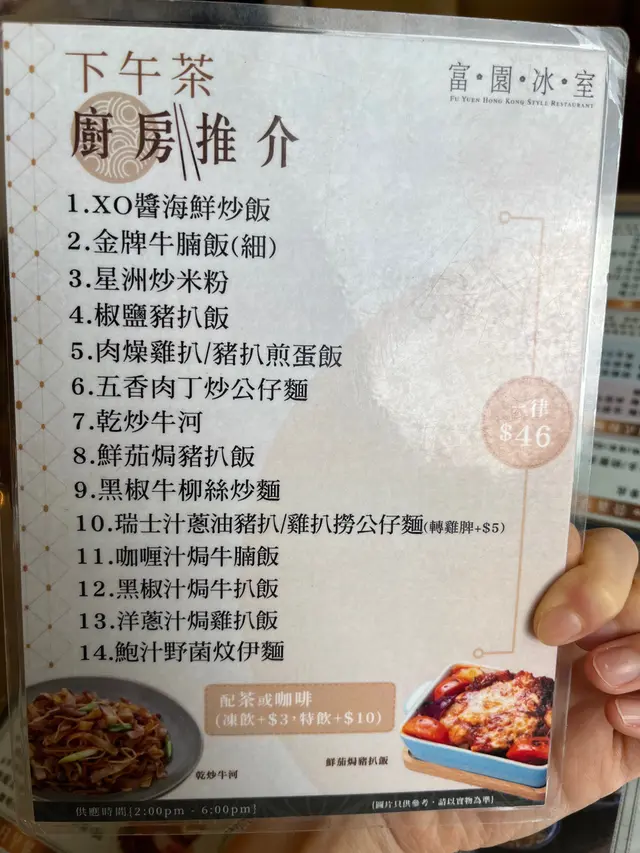 下午茶
廚房推介
富·園·冰·室
FU YUEN HONG KONG STYLE RESTAURANT
1.XO醬海鮮炒飯
2.金牌牛腩飯(細)
3.星洲炒米粉
4.椒鹽豬扒飯
5.肉燥雞扒/豬扒煎蛋飯
6.五香肉丁炒公仔麵
7.乾炒牛河
8.鮮茄焗豬扒飯
9.黑椒牛柳絲炒麵
10.瑞士汁蔥油豬扒/雞扒撈公仔麵(轉雞脾+$5)
11.咖喱汁焗牛腩飯
12.黑椒汁焗牛扒飯
13.洋蔥汁焗雞扒飯
14.鮑汁野菌炆伊麵
一律
$46
配茶或咖啡
(凍飲+$3,特飲+$10)
乾炒牛河
鮮茄焗豬扒飯
供應時間[2:00pm - 6:00pm]
[圖片只供參考，請以實物為準]